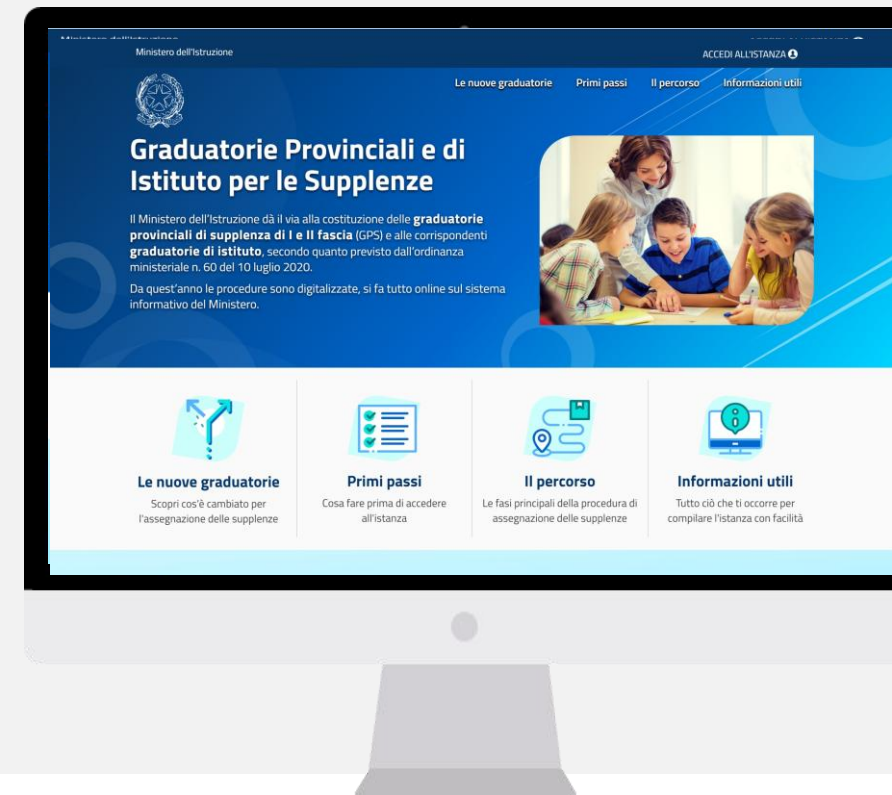 Ministero dell'Istruzione
ACCEDI ALL'ISTANZA
Le nuove graduatorie Primi passi Il percorso Informazioni utili
Graduatorie Provinciali e di
Istituto per le Supplenze
Il Ministero dell'Istruzione dà il via alla costituzione delle graduatorie
provinciali di supplenza di I e II fascia (GPS) e alle corrispondenti
graduatorie di istituto, secondo quanto previsto dall'ordinanza
ministeriale n. 60 del 10 luglio 2020.
Da quest'anno le procedure sono digitalizzate, si fa tutto online sul sistema
informativo del Ministero.
Le nuove graduatorie
Scopri cos'è cambiato per
l'assegnazione delle supplenze
Primi passi
Cosa fare prima di accedere
all'istanza
Il percorso
Le fasi principali della procedura di
assegnazione delle supplenze
Informazioni utili
Tutto ciò che ti occorre per
compilare l'istanza con facilità